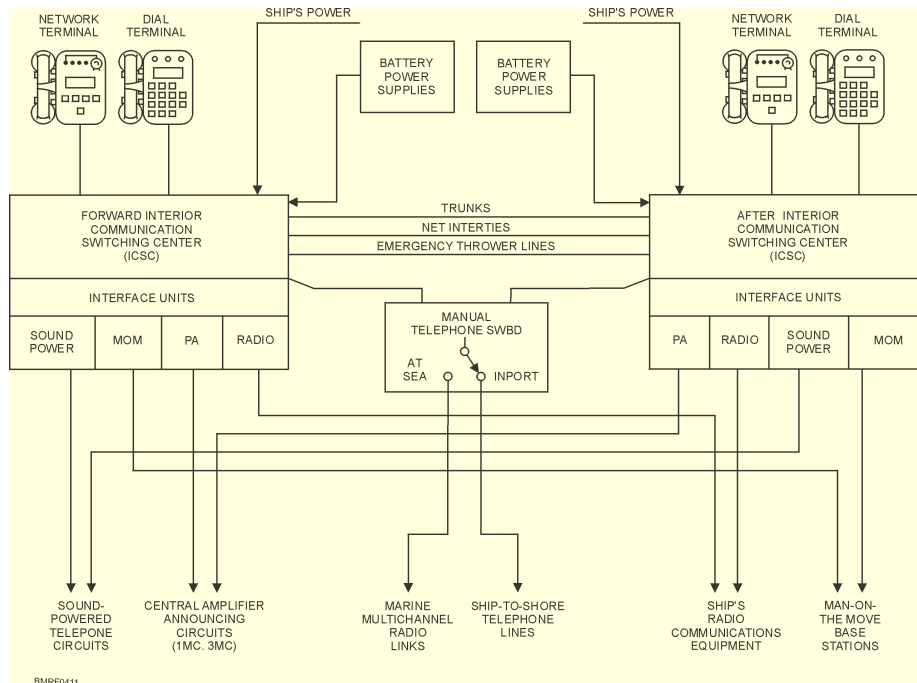 SHIP'S POWER
SHIP'S POWER
NETWORK
TERMINAL
DIAL
TERMINAL
NETWORK
TERMINAL
DIAL
TERMINAL
BATTERY
POWER
SUPPLIES
BATTERY
POWER
SUPPLIES
FORWARD INTERIOR
COMMUNICATION
SWITCHING CENTER
(ICSC)
TRUNKS
NET INTERTIES
EMERGENCY THROWER LINES
AFTER INTERIOR
COMMUNICATION
SWITCHING CENTER
(ICSC)
INTERFACE UNITS
INTERFACE UNITS
SOUND
POWER
MOM
PA
RADIO
MANUAL
TELEPHONE SWBD
AT
SEA
INPORT
PA
RADIO
SOUND
POWER
MOM
SOUND-
POWERED
TELEPONE
CIRCUITS
CENTRAL AMPLIFIER
ANNOUNCING
CIRCUITS
(1MC. 3MC)
MARINE
MULTICHANNEL
RADIO
LINKS
SHIP-TO-SHORE
TELEPHONE
LINES
SHIP'S
RADIO
COMMUNICATIONS
EQUIPMENT
MAN-ON-
THE MOVE
BASE
STATIONS